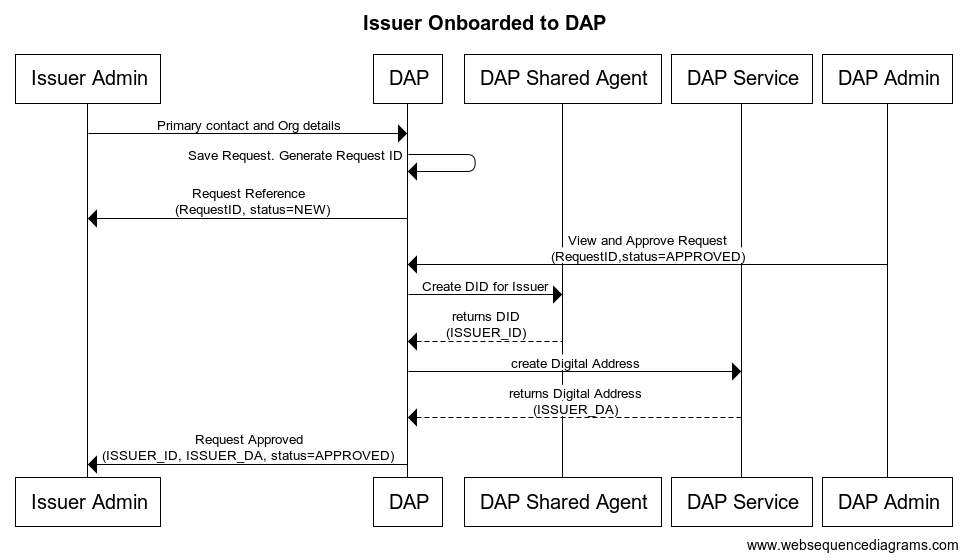 Issuer Onboarded to DAP
Issuer Admin
DAP
DAP Shared Agent
DAP Service
DAP Admin
Primary contact and Org details
Save Request. Generate Request ID
Request Reference
(RequestID, status=NEW)
View and Approve Request
(RequestID,status=APPROVED)
Create DID for Issuer
returns DID
(ISSUER_ID)
create Digital Address
returns Digital Address
(ISSUER_DA)
Request Approved
(ISSUER_ID, ISSUER_DA, status=APPROVED)
Issuer Admin
DAP
DAP Shared Agent
DAP Service
DAP Admin
www.websequencediagrams.com